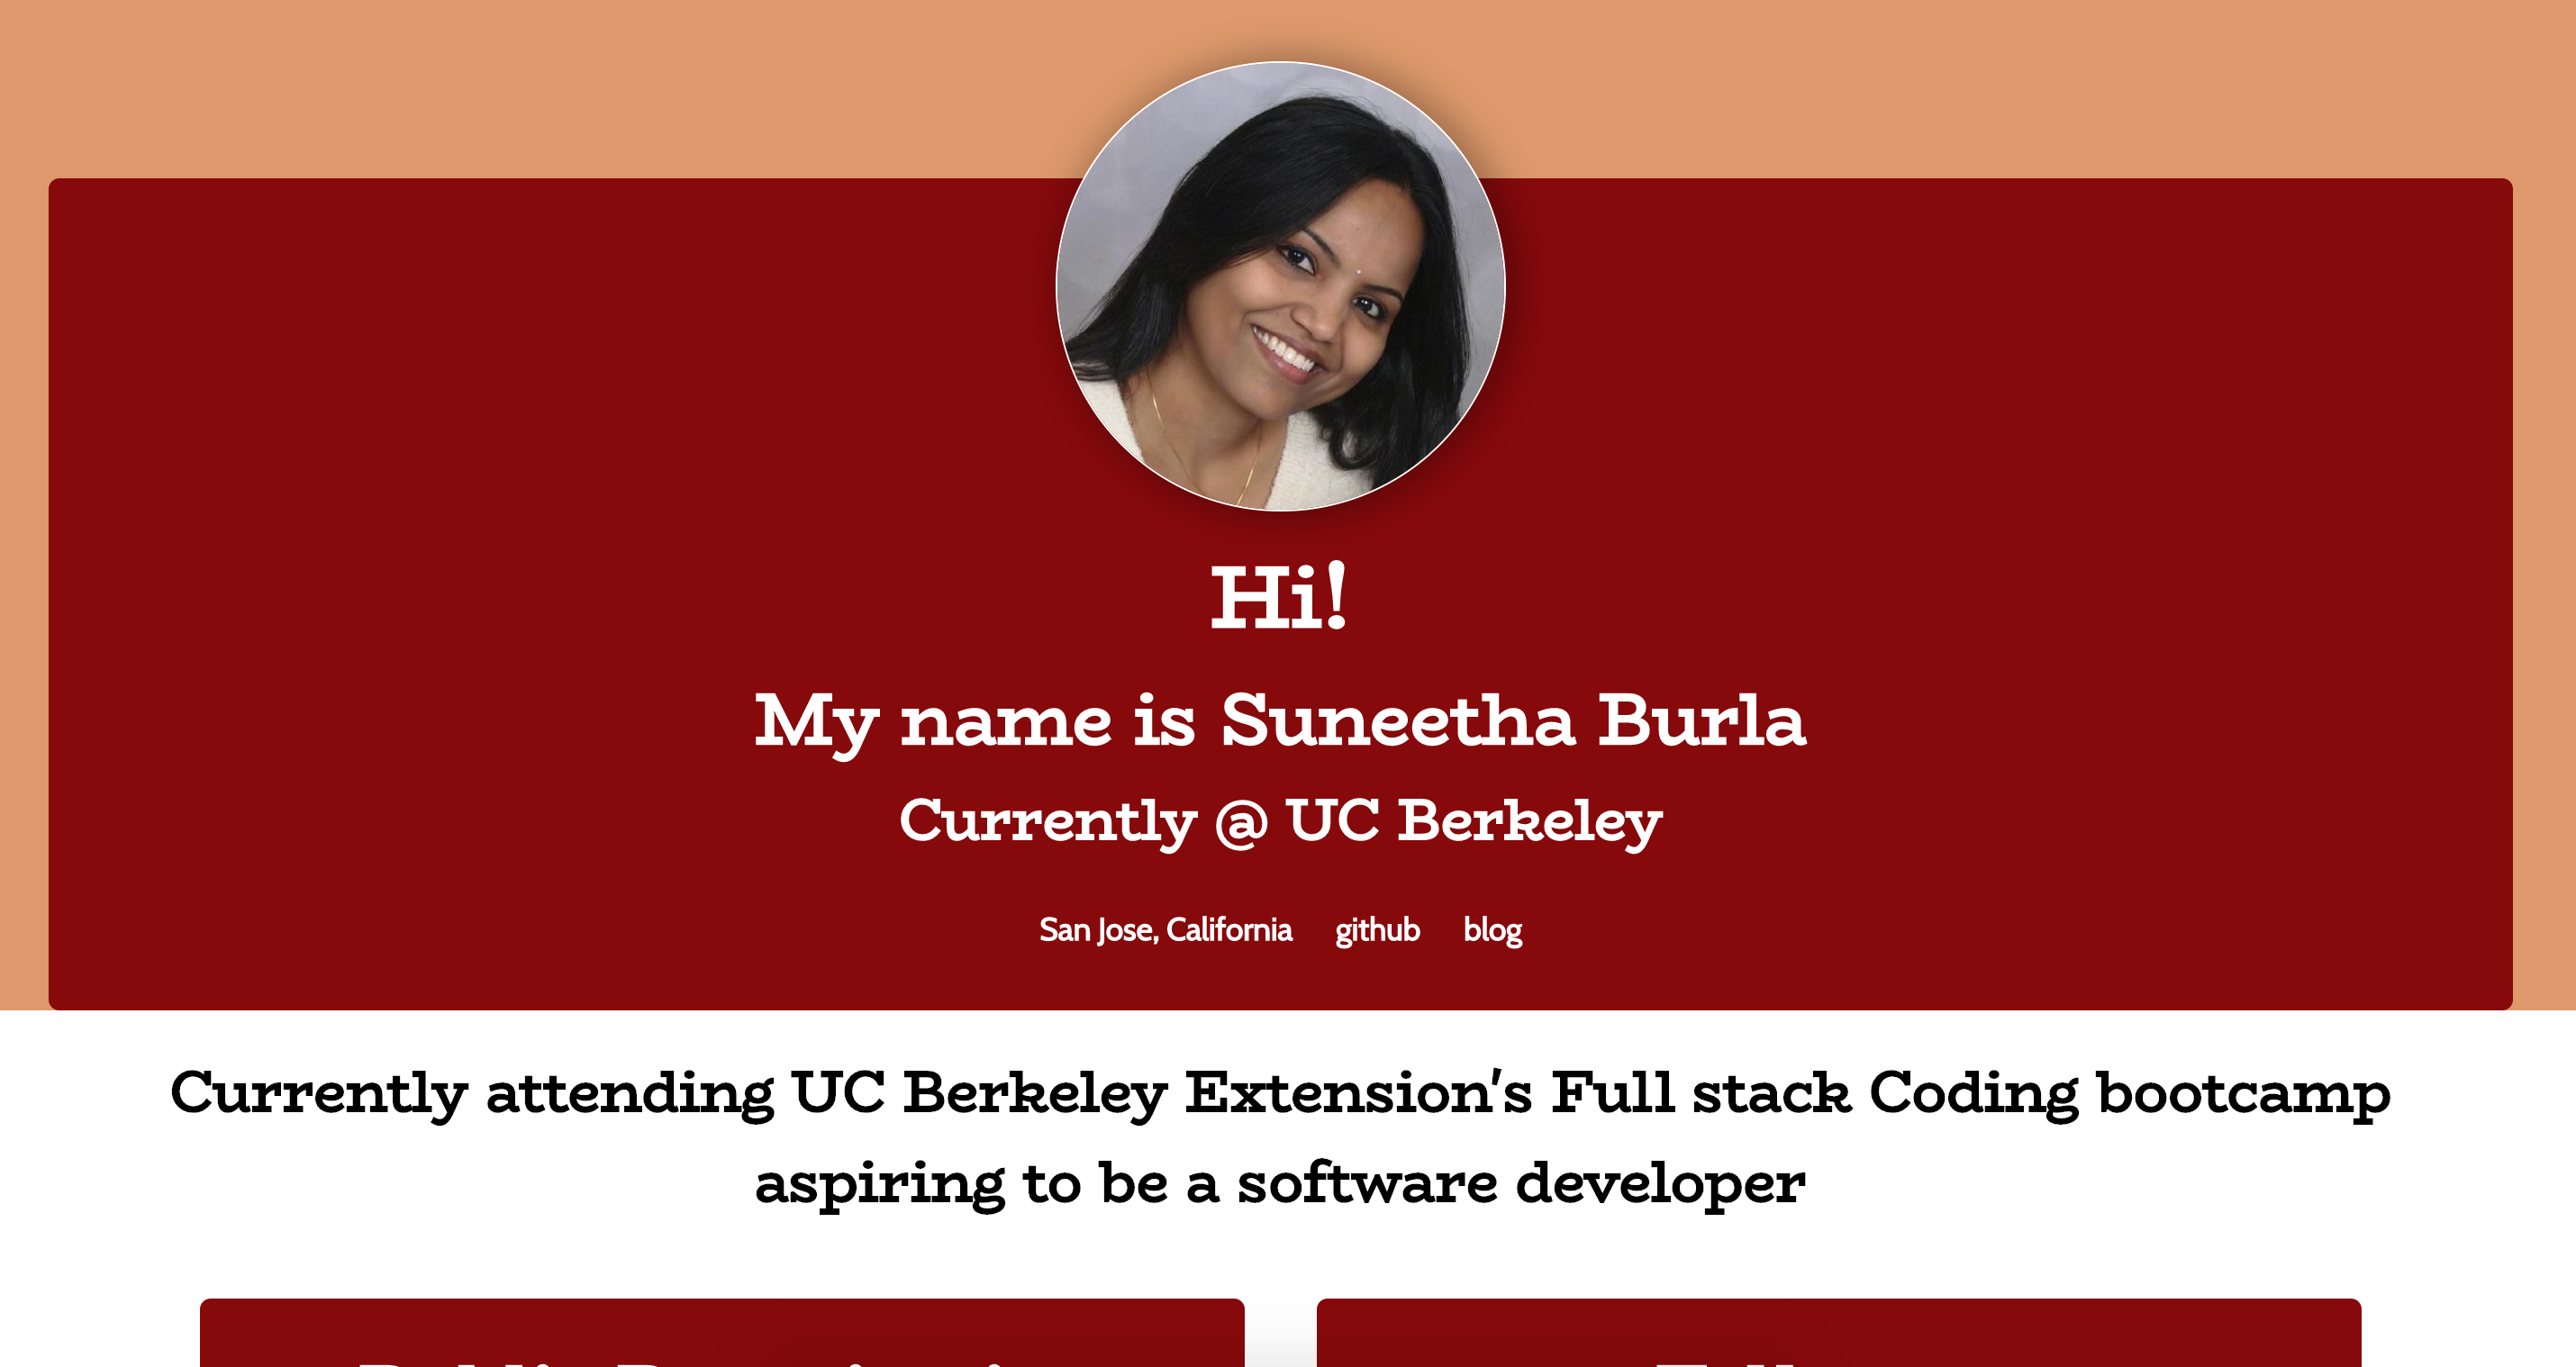 Hi!
My name is Suneetha Burla
Currently @ UC Berkeley
San Jose, California github blog
Currently attending UC Berkeley Extension's Full stack Coding bootcamp
aspiring to be a software developer